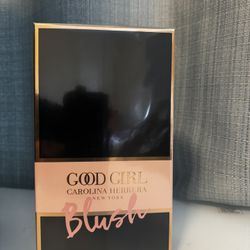 GOOD GIRL
CAROLINA HERRERA
NEW YORK
Blush